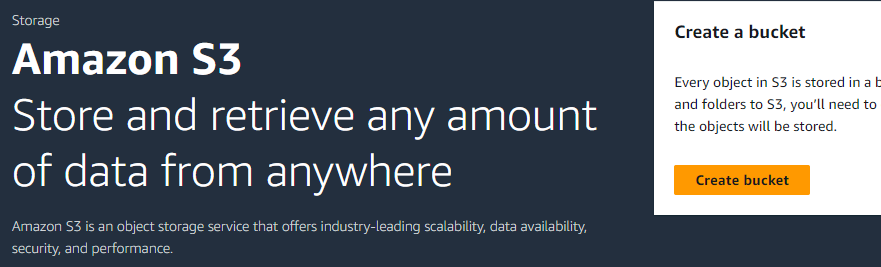 Storage
Amazon S3
Store and retrieve any amount
of data from anywhere
Amazon S3 is an object storage service that offers industry-leading scalability, data availability,
security, and performance.
Create a bucket
Every object in S3 is stored in a
and folders to S3, you'll need to
the objects will be stored.
Create bucket